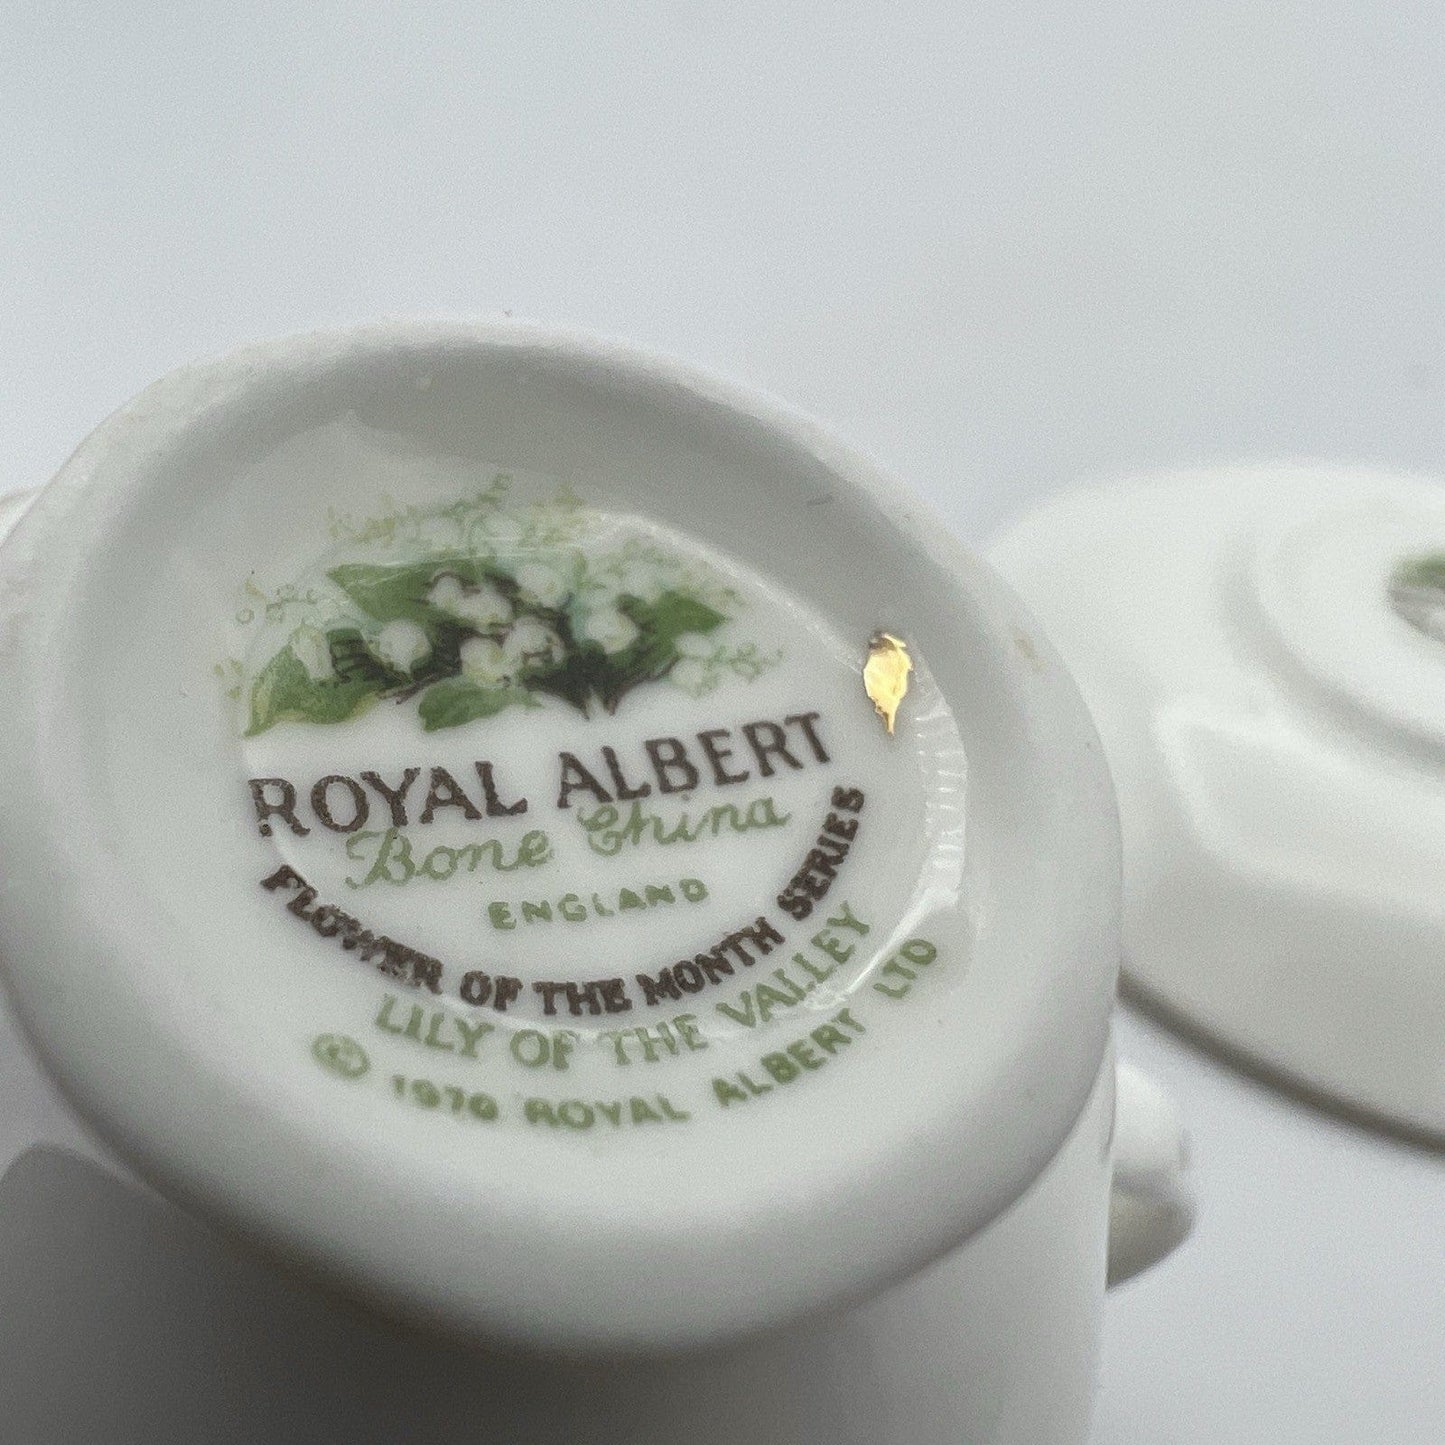 ROYAL ALBERT
Bone China
ENGLAND
FLOWER OF THE MONTH SERIES
LILY OF THE VALLEY
© 1970 ROYAL ALBERT LTD